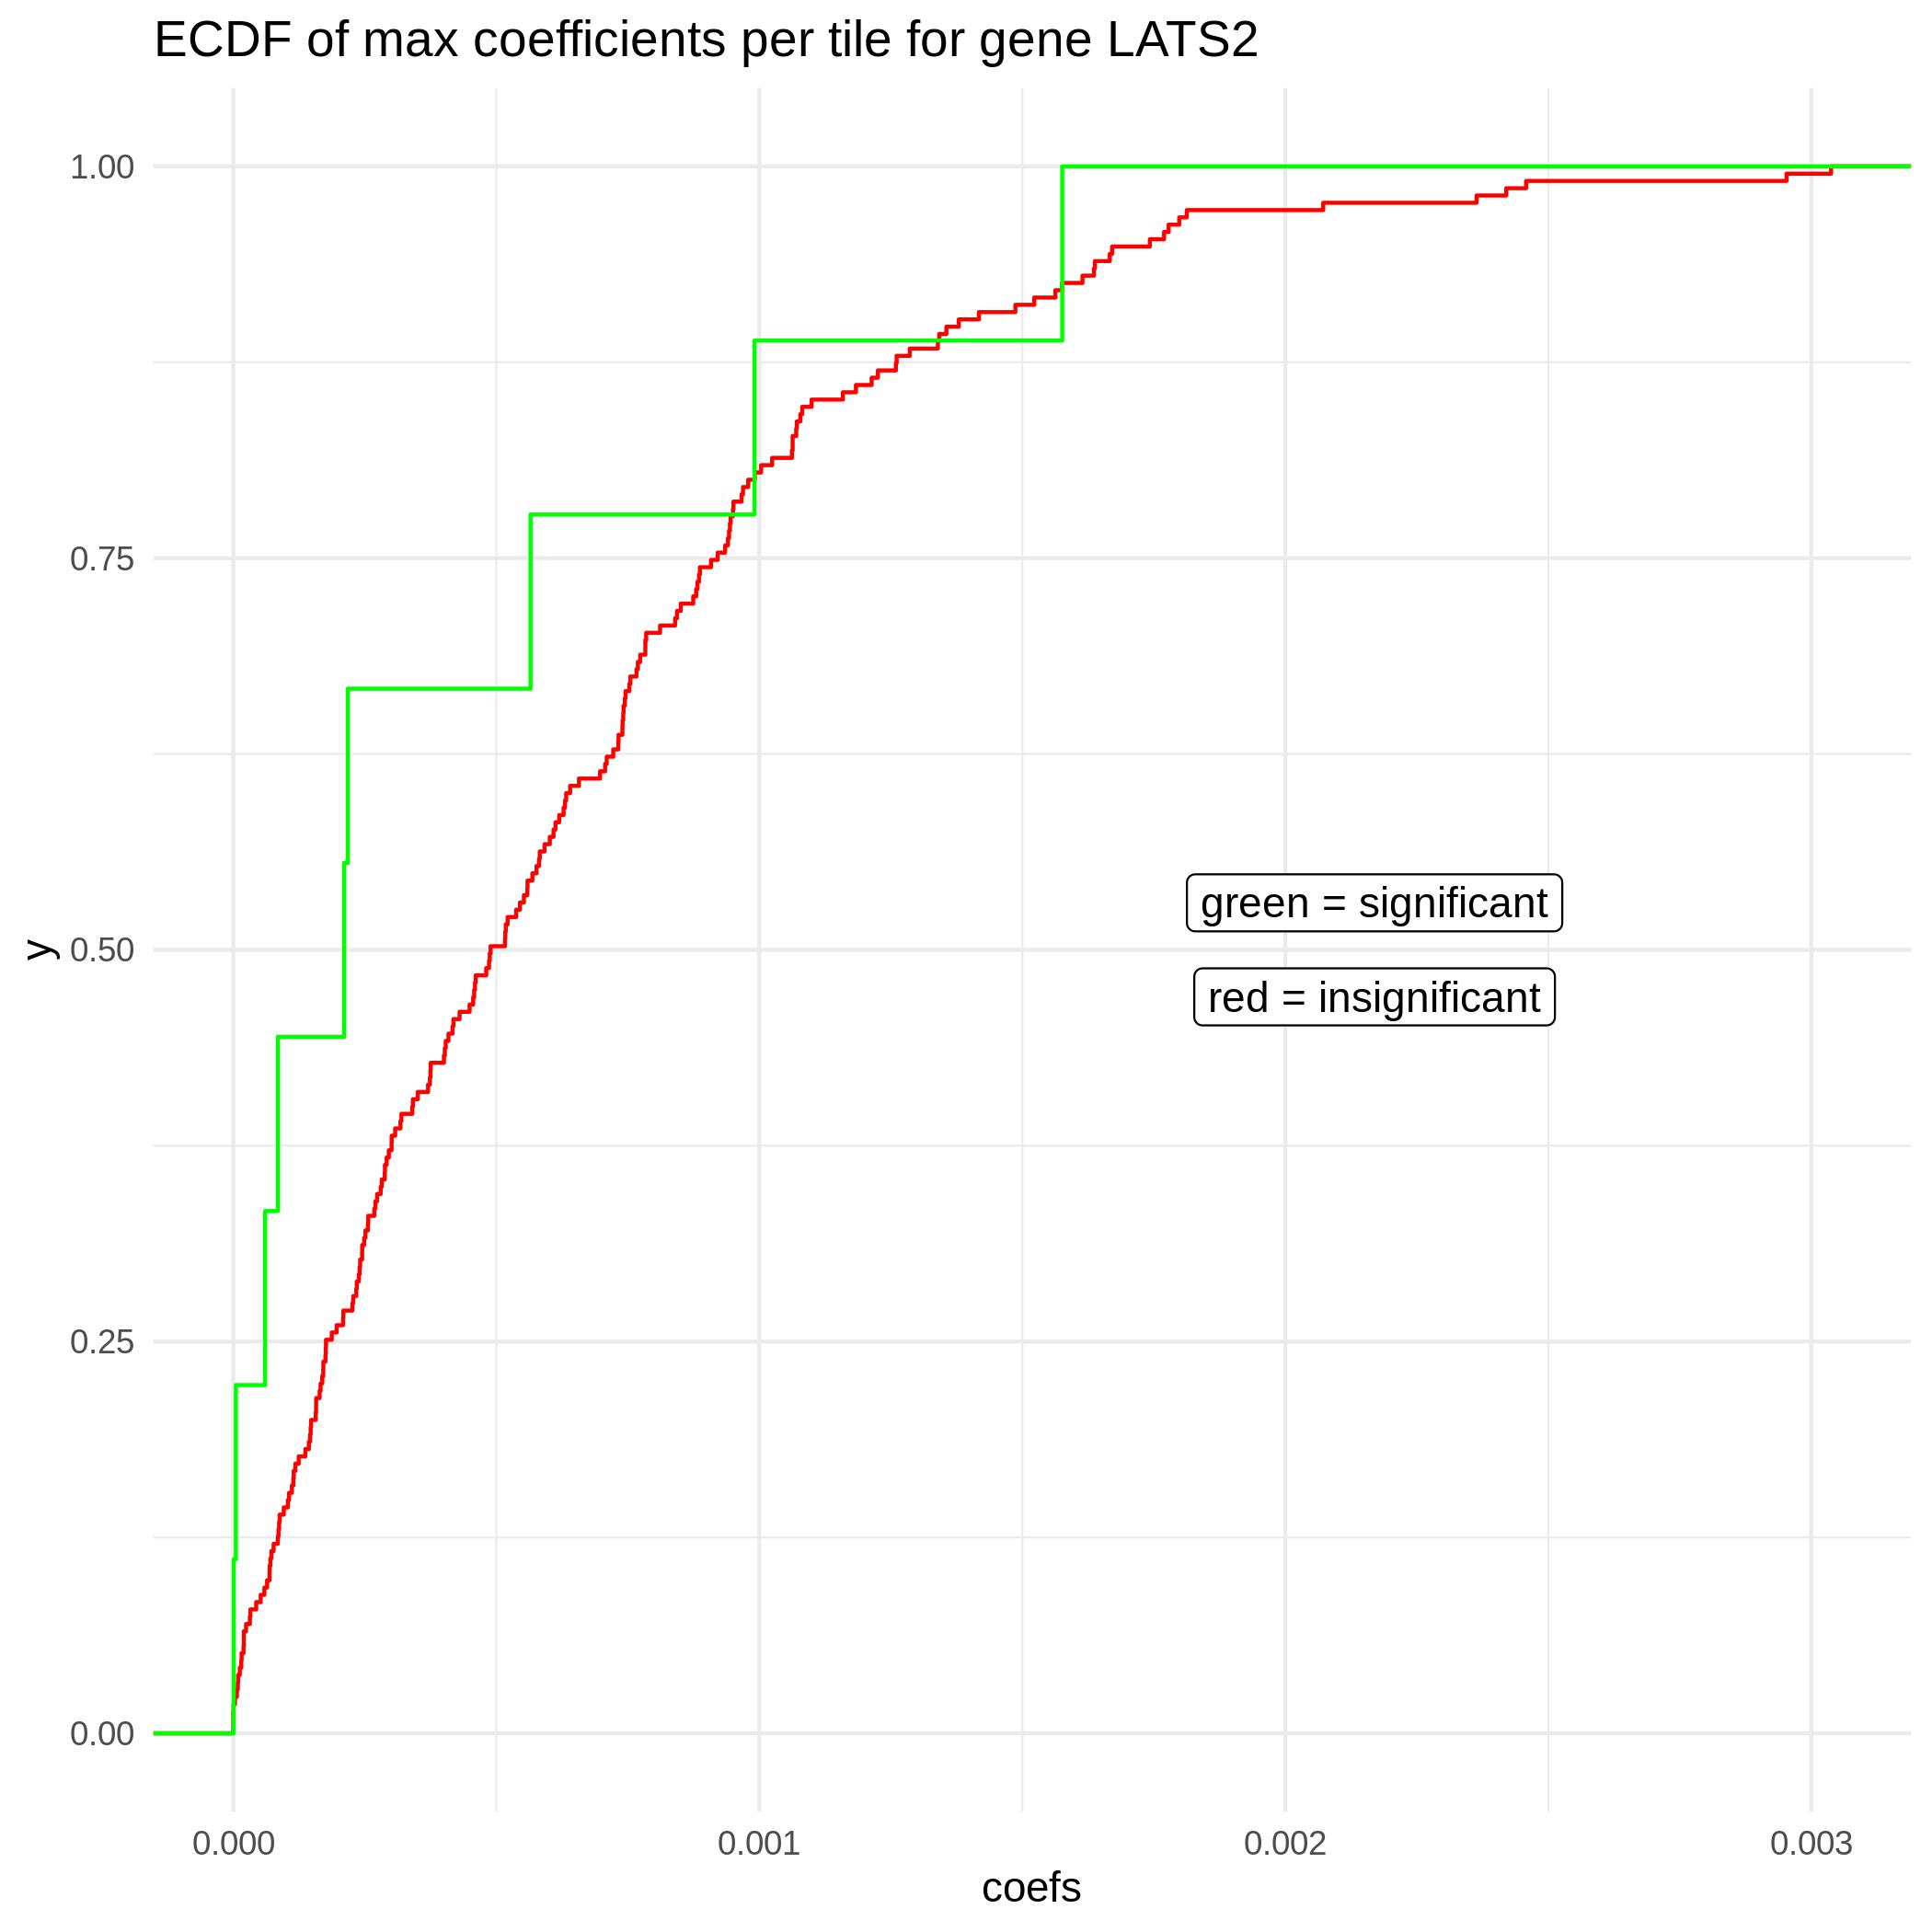 ECDF of max coefficients per tile for gene LATS2
1.00
0.75
0.50
0.25
0.00
y
green = significant
red = insignificant
0.000 0.001 0.002 0.003
coefs